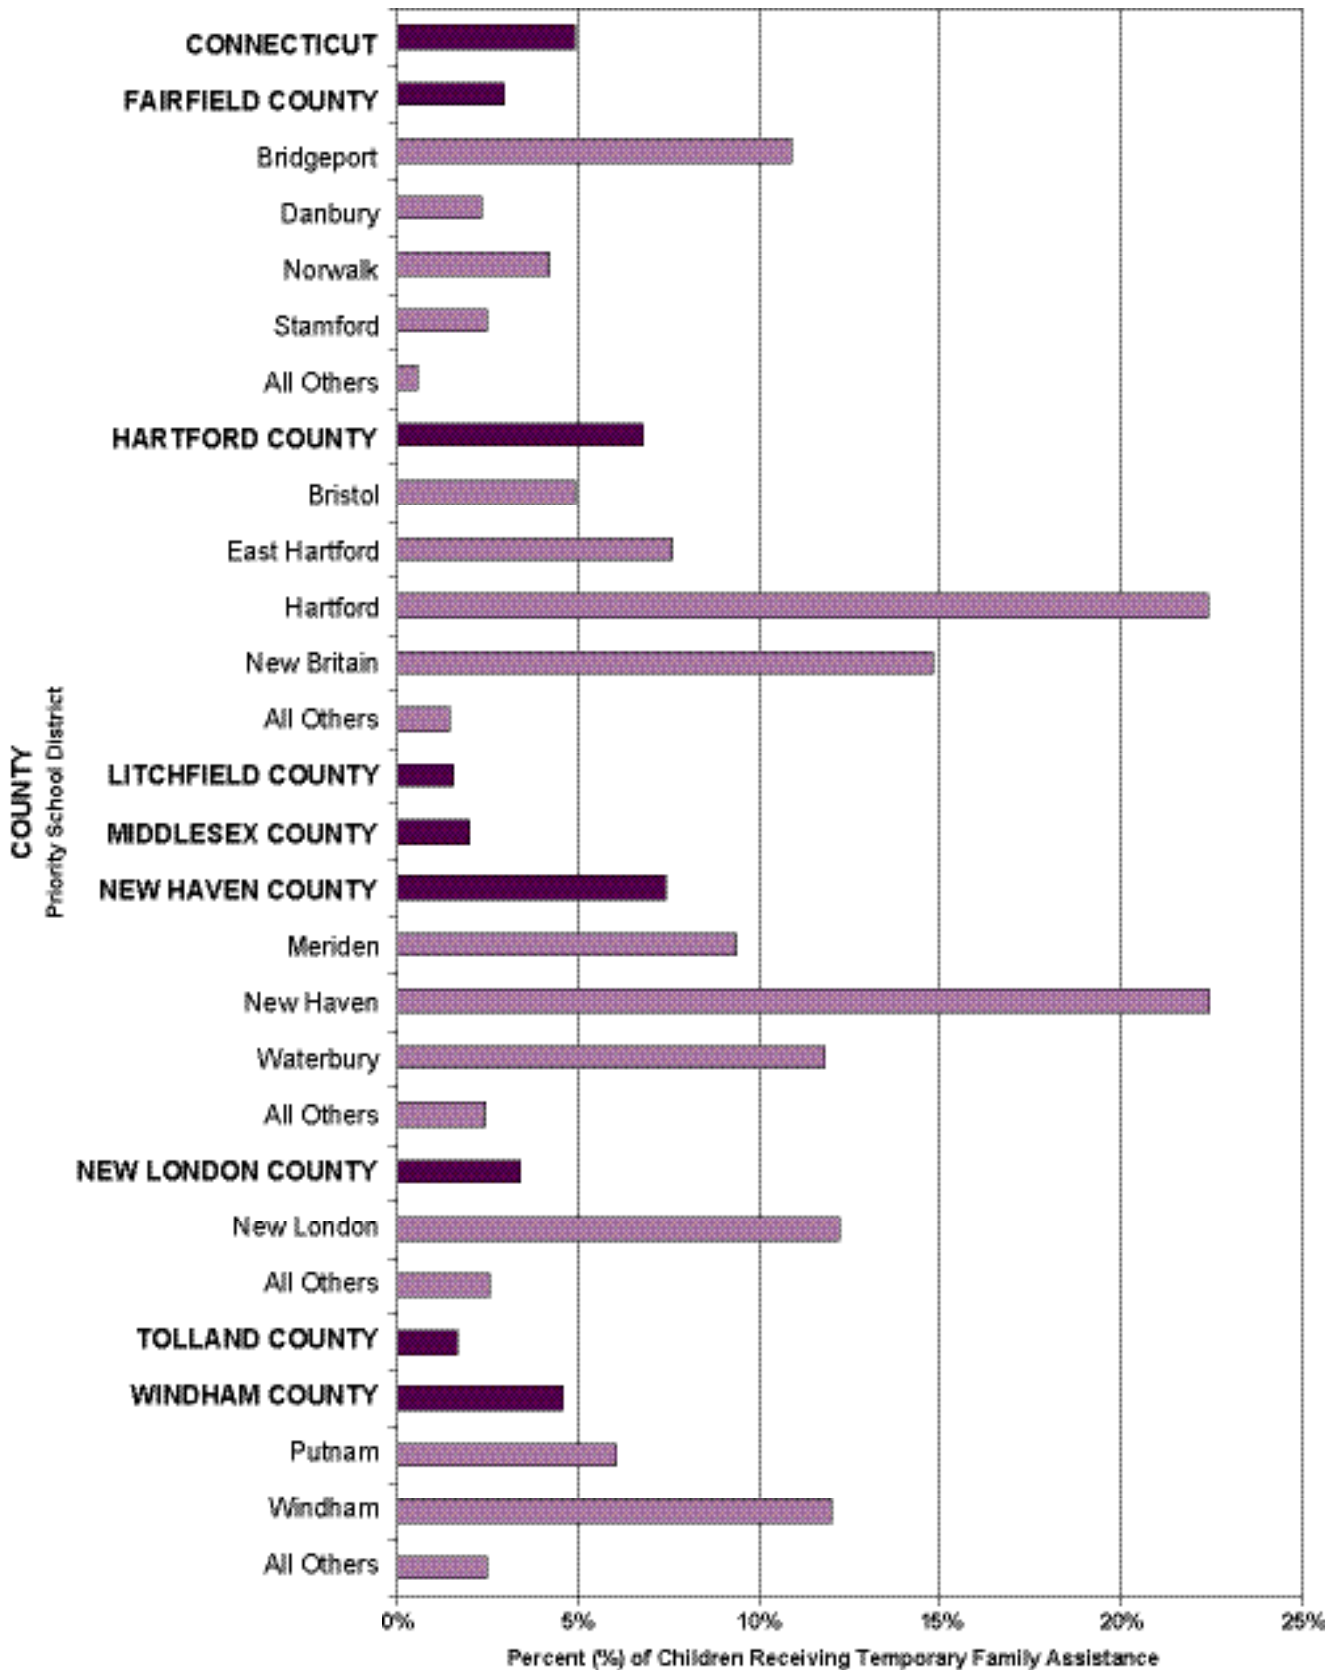 CONNECTICUT
FAIRFIELD COUNTY
Bridgeport
Danbury
Norwalk
Stamford
All Others
HARTFORD COUNTY
Bristol
East Hartford
Hartford
New Britain
All Others
LITCHFIELD COUNTY
MIDDLESEX COUNTY
NEW HAVEN COUNTY
Meriden
New Haven
Waterbury
All Others
NEW LONDON COUNTY
New London
All Others
TOLLAND COUNTY
WINDHAM COUNTY
Putnam
Windham
All Others
COUNTY
Priority School District
0% 5% 10% 15% 20% 25%
Percent (%) of Children Receiving Temporary Family Assistance